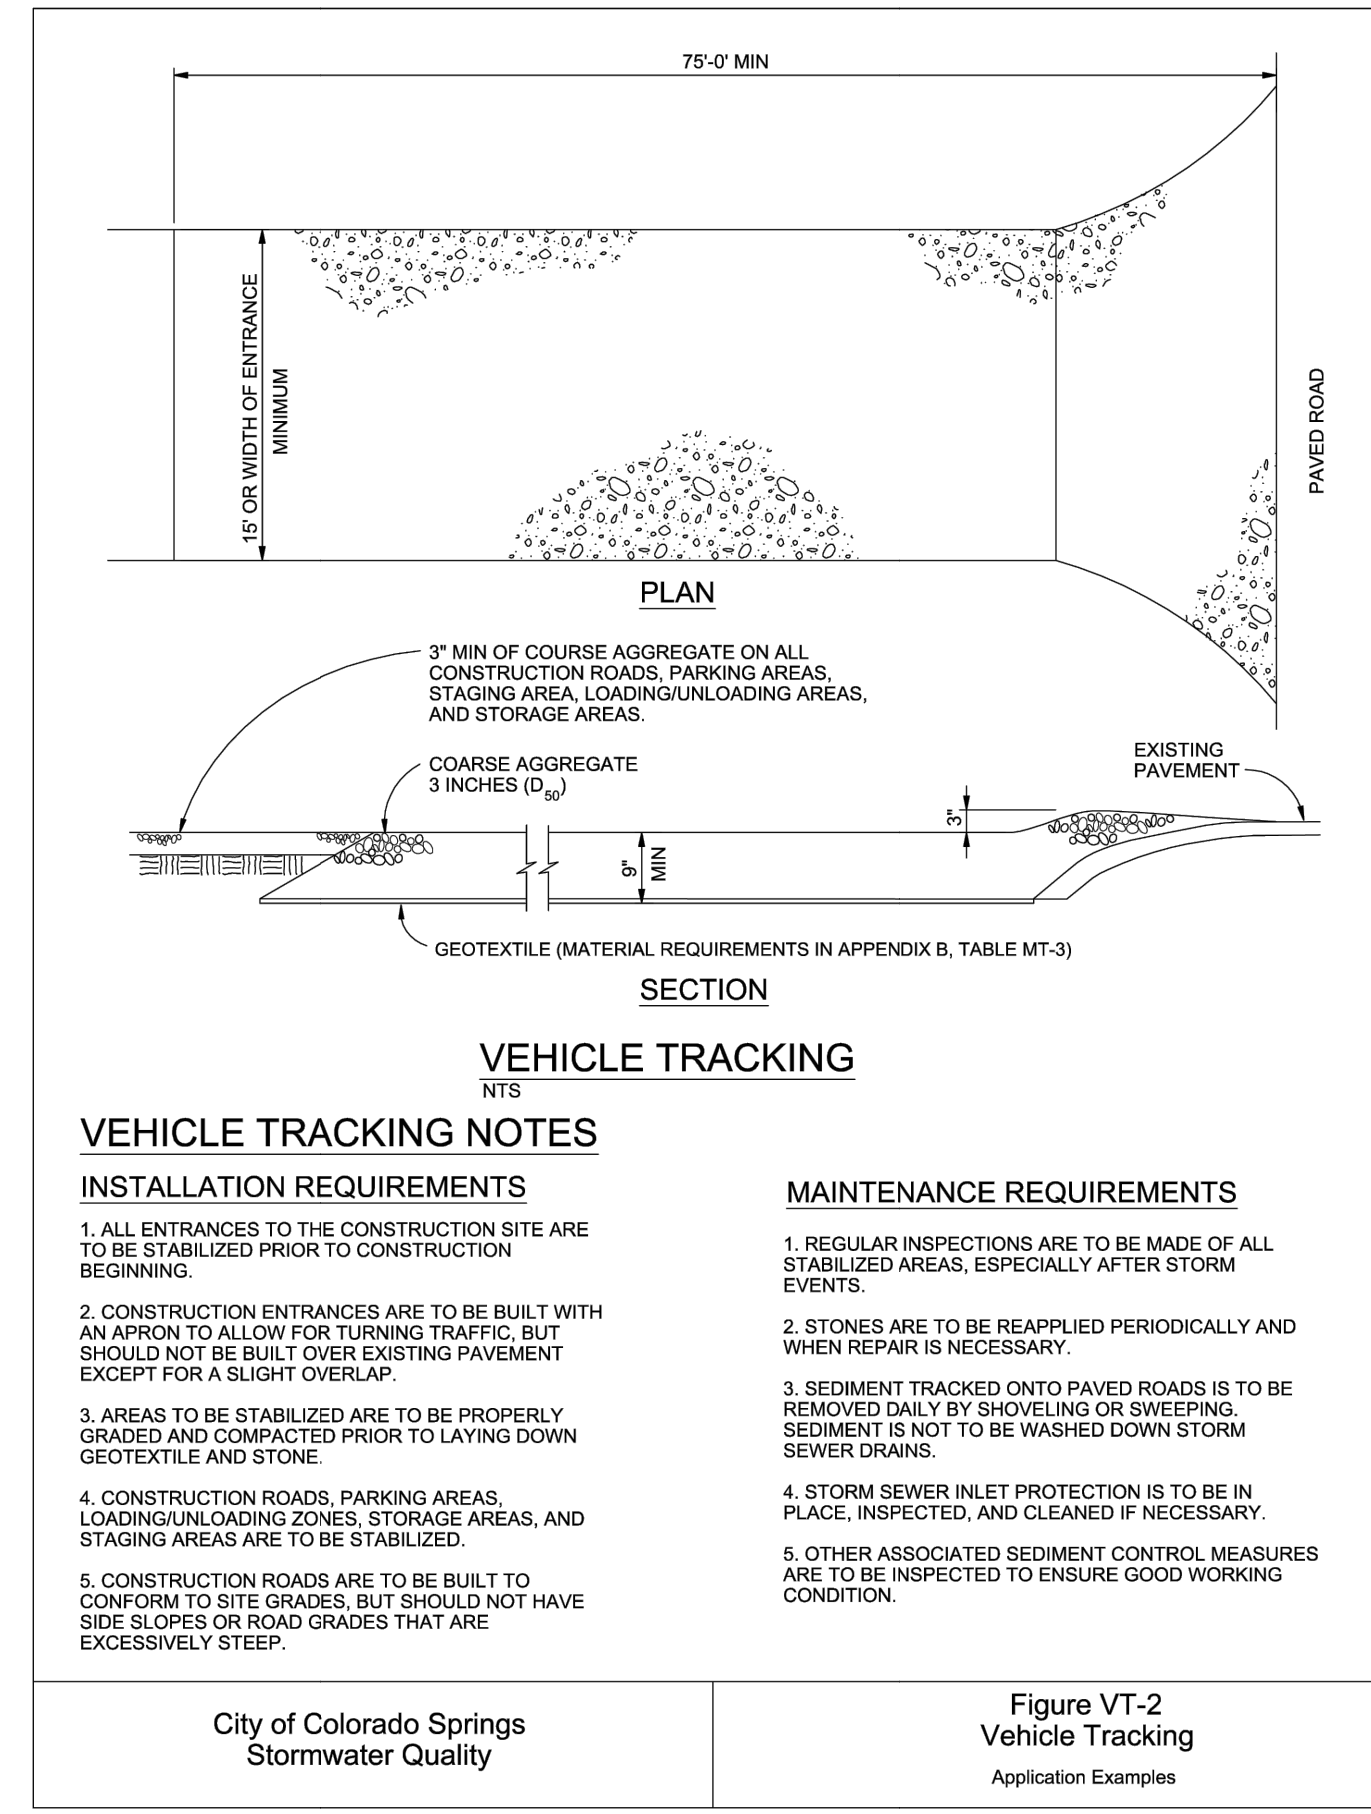 75'-0' MIN
15' OR WIDTH OF ENTRANCE
MINIMUM
PAVED ROAD
PLAN
3" MIN OF COURSE AGGREGATE ON ALL
CONSTRUCTION ROADS, PARKING AREAS,
STAGING AREA, LOADING/UNLOADING AREAS,
AND STORAGE AREAS.
COARSE AGGREGATE
3 INCHES (D50)
EXISTING
PAVEMENT
3"
9"
MIN
GEOTEXTILE (MATERIAL REQUIREMENTS IN APPENDIX B, TABLE MT-3)
SECTION
VEHICLE TRACKING
NTS
VEHICLE TRACKING NOTES
INSTALLATION REQUIREMENTS
1. ALL ENTRANCES TO THE CONSTRUCTION SITE ARE
TO BE STABILIZED PRIOR TO CONSTRUCTION
BEGINNING.
2. CONSTRUCTION ENTRANCES ARE TO BE BUILT WITH
AN APRON TO ALLOW FOR TURNING TRAFFIC, BUT
SHOULD NOT BE BUILT OVER EXISTING PAVEMENT
EXCEPT FOR A SLIGHT OVERLAP.
3. AREAS TO BE STABILIZED ARE TO BE PROPERLY
GRADED AND COMPACTED PRIOR TO LAYING DOWN
GEOTEXTILE AND STONE.
4. CONSTRUCTION ROADS, PARKING AREAS,
LOADING/UNLOADING ZONES, STORAGE AREAS, AND
STAGING AREAS ARE TO BE STABILIZED.
5. CONSTRUCTION ROADS ARE TO BE BUILT TO
CONFORM TO SITE GRADES, BUT SHOULD NOT HAVE
SIDE SLOPES OR ROAD GRADES THAT ARE
EXCESSIVELY STEEP.
MAINTENANCE REQUIREMENTS
1. REGULAR INSPECTIONS ARE TO BE MADE OF ALL
STABILIZED AREAS, ESPECIALLY AFTER STORM
EVENTS.
2. STONES ARE TO BE REAPPLIED PERIODICALLY AND
WHEN REPAIR IS NECESSARY.
3. SEDIMENT TRACKED ONTO PAVED ROADS IS TO BE
REMOVED DAILY BY SHOVELING OR SWEEPING.
SEDIMENT IS NOT TO BE WASHED DOWN STORM
SEWER DRAINS.
4. STORM SEWER INLET PROTECTION IS TO BE IN
PLACE, INSPECTED, AND CLEANED IF NECESSARY.
5. OTHER ASSOCIATED SEDIMENT CONTROL MEASURES
ARE TO BE INSPECTED TO ENSURE GOOD WORKING
CONDITION.
City of Colorado Springs
Stormwater Quality
Figure VT-2
Vehicle Tracking
Application Examples